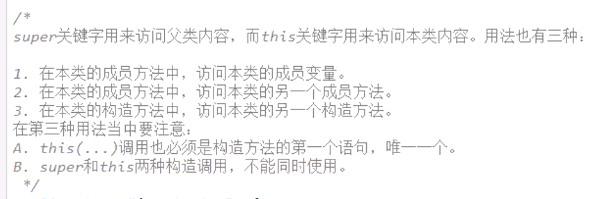 /*
super关键字用来访问父类内容，而this关键字用来访问本类内容。用法也有三种：
1. 在本类的成员方法中，访问本类的成员变量。
2. 在本类的成员方法中，访问本类的另一个成员方法。
3. 在本类的构造方法中，访问本类的另一个构造方法。
在第三种用法当中要注意：
A. this(...)调用也必须是构造方法的第一个语句，唯一一个。
B. super和this两种构造调用，不能同时使用。
*/